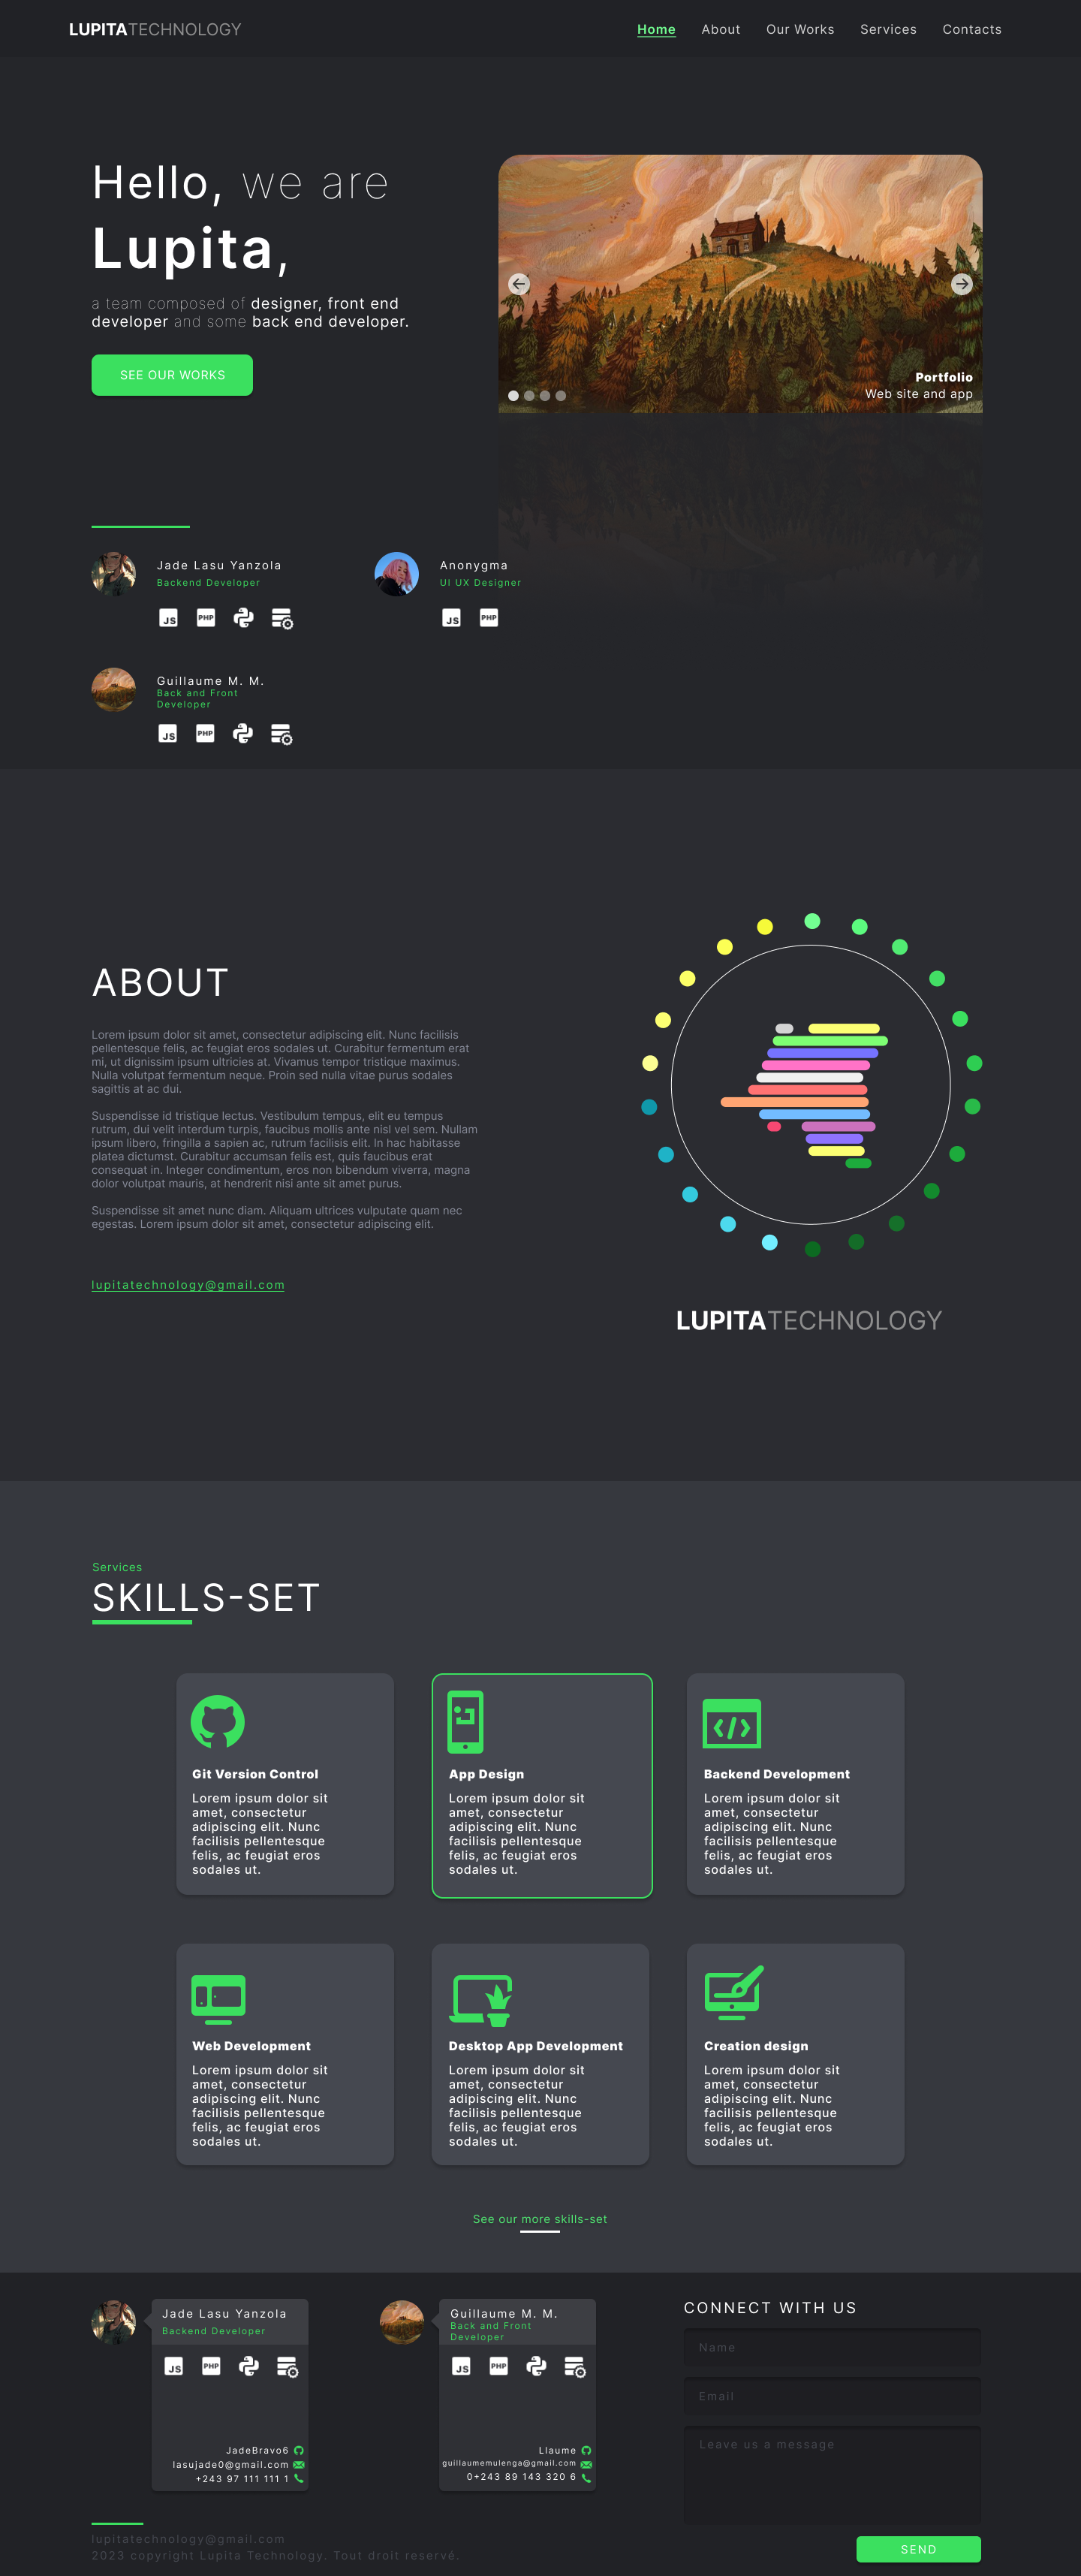 LUPITATECHNOLOGY
Home About Our Works Services Contacts
Hello, we are
Lupita,
a team composed of designer, front end
developer and some back end developer.
SEE OUR WORKS
Portfolio
Web site and app
Jade Lasu Yanzola
Backend Developer
JS PHP
Anonygma
UI UX Designer
JS PHP
Guillaume M. M.
Back and Front
Developer
JS PHP
ABOUT
Lorem ipsum dolor sit amet, consectetur adipiscing elit. Nunc facilisis
pellentesque felis, ac feugiat eros sodales ut. Curabitur fermentum erat
mi, ut dignissim ipsum ultricies at. Vivamus tempor tristique maximus.
Nulla volutpat fermentum neque. Proin sed nulla vitae purus sodales
sagittis at ac dui.
Suspendisse id tristique lectus. Vestibulum tempus, elit eu tempus
rutrum, dui velit interdum turpis, faucibus mollis ante nisl vel sem. Nullam
ipsum libero, fringilla a sapien ac, rutrum facilisis elit. In hac habitasse
platea dictumst. Curabitur accumsan felis est, quis faucibus erat
consequat in. Integer condimentum, eros non bibendum viverra, magna
dolor volutpat mauris, at hendrerit nisi ante sit amet purus.
Suspendisse sit amet nunc diam. Aliquam ultrices vulputate quam nec
egestas. Lorem ipsum dolor sit amet, consectetur adipiscing elit.
lupitatechnology@gmail.com
LUPITATECHNOLOGY
Services
SKILLS-SET
Git Version Control
Lorem ipsum dolor sit
amet, consectetur
adipiscing elit. Nunc
facilisis pellentesque
felis, ac feugiat eros
sodales ut.
App Design
Lorem ipsum dolor sit
amet, consectetur
adipiscing elit. Nunc
facilisis pellentesque
felis, ac feugiat eros
sodales ut.
Backend Development
Lorem ipsum dolor sit
amet, consectetur
adipiscing elit. Nunc
facilisis pellentesque
felis, ac feugiat eros
sodales ut.
Web Development
Lorem ipsum dolor sit
amet, consectetur
adipiscing elit. Nunc
facilisis pellentesque
felis, ac feugiat eros
sodales ut.
Desktop App Development
Lorem ipsum dolor sit
amet, consectetur
adipiscing elit. Nunc
facilisis pellentesque
felis, ac feugiat eros
sodales ut.
Creation design
Lorem ipsum dolor sit
amet, consectetur
adipiscing elit. Nunc
facilisis pellentesque
felis, ac feugiat eros
sodales ut.
See our more skills-set
Jade Lasu Yanzola
Backend Developer
JS PHP
JadeBravo6
lasujade0@gmail.com
+243 97 111 111 1
Guillaume M. M.
Back and Front
Developer
JS PHP
Llaume
guillaumemulenga@gmail.com
0+243 89 143 320 6
CONNECT WITH US
Name
Email
Leave us a message
SEND
lupitatechnology@gmail.com
2023 copyright Lupita Technology. Tout droit reservé.